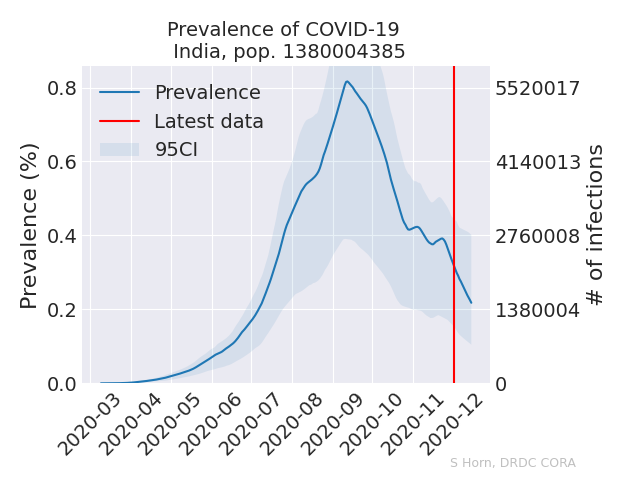 Prevalence of COVID-19
India, pop. 1380004385
Prevalence
Latest data
95CI
Prevalence (%)
0.8
0.6
0.4
0.2
0.0
5520017
4140013
2760008
1380004
0
# of infections
2020-03
2020-04
2020-05
2020-06
2020-07
2020-08
2020-09
2020-10
2020-11
2020-12
S Horn, DRDC CORA